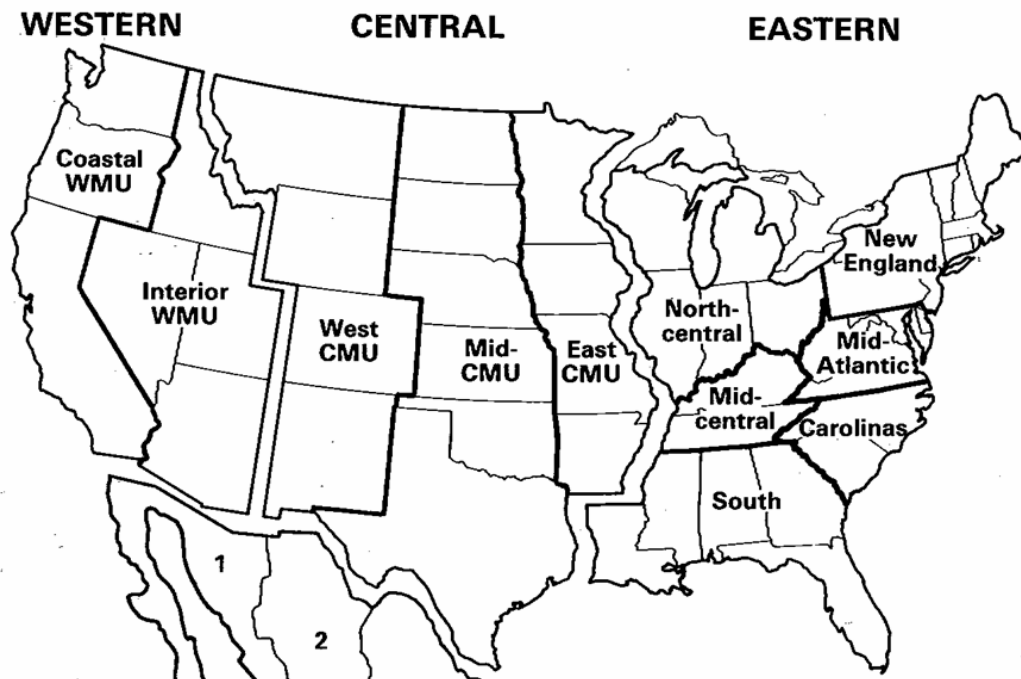 WESTERN
CENTRAL
EASTERN
Coastal
WMU
Interior
WMU
West
CMU
Mid-
CMU
East
CMU
North-
central
Mid-
central
New
England
Mid-
Atlantic
Carolinas
South
1
2